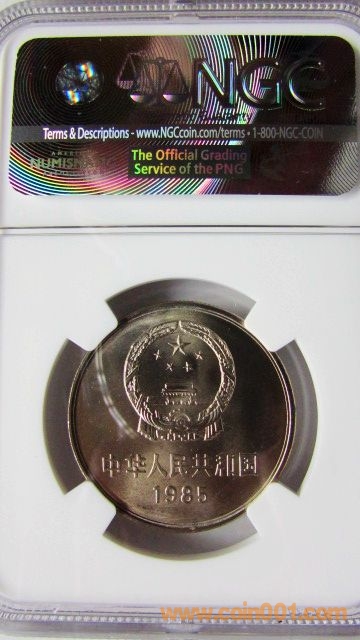 NGC
Terms & Descriptions - www.NGCcoin.com/terms • 1-800-NGC-COIN
The Official Grading
Service of the PNG
NUMISMATIC
中华人民共和国
1985
www.coin001.com